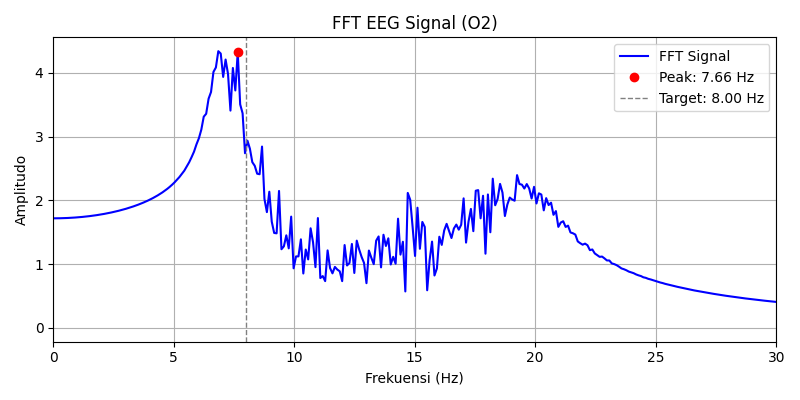 FFT EEG Signal (O2)
FFT Signal
Peak: 7.66 Hz
Target: 8.00 Hz
Amplitudo
4
3
2
1
0
0 5 10 15 20 25 30
Frekuensi (Hz)